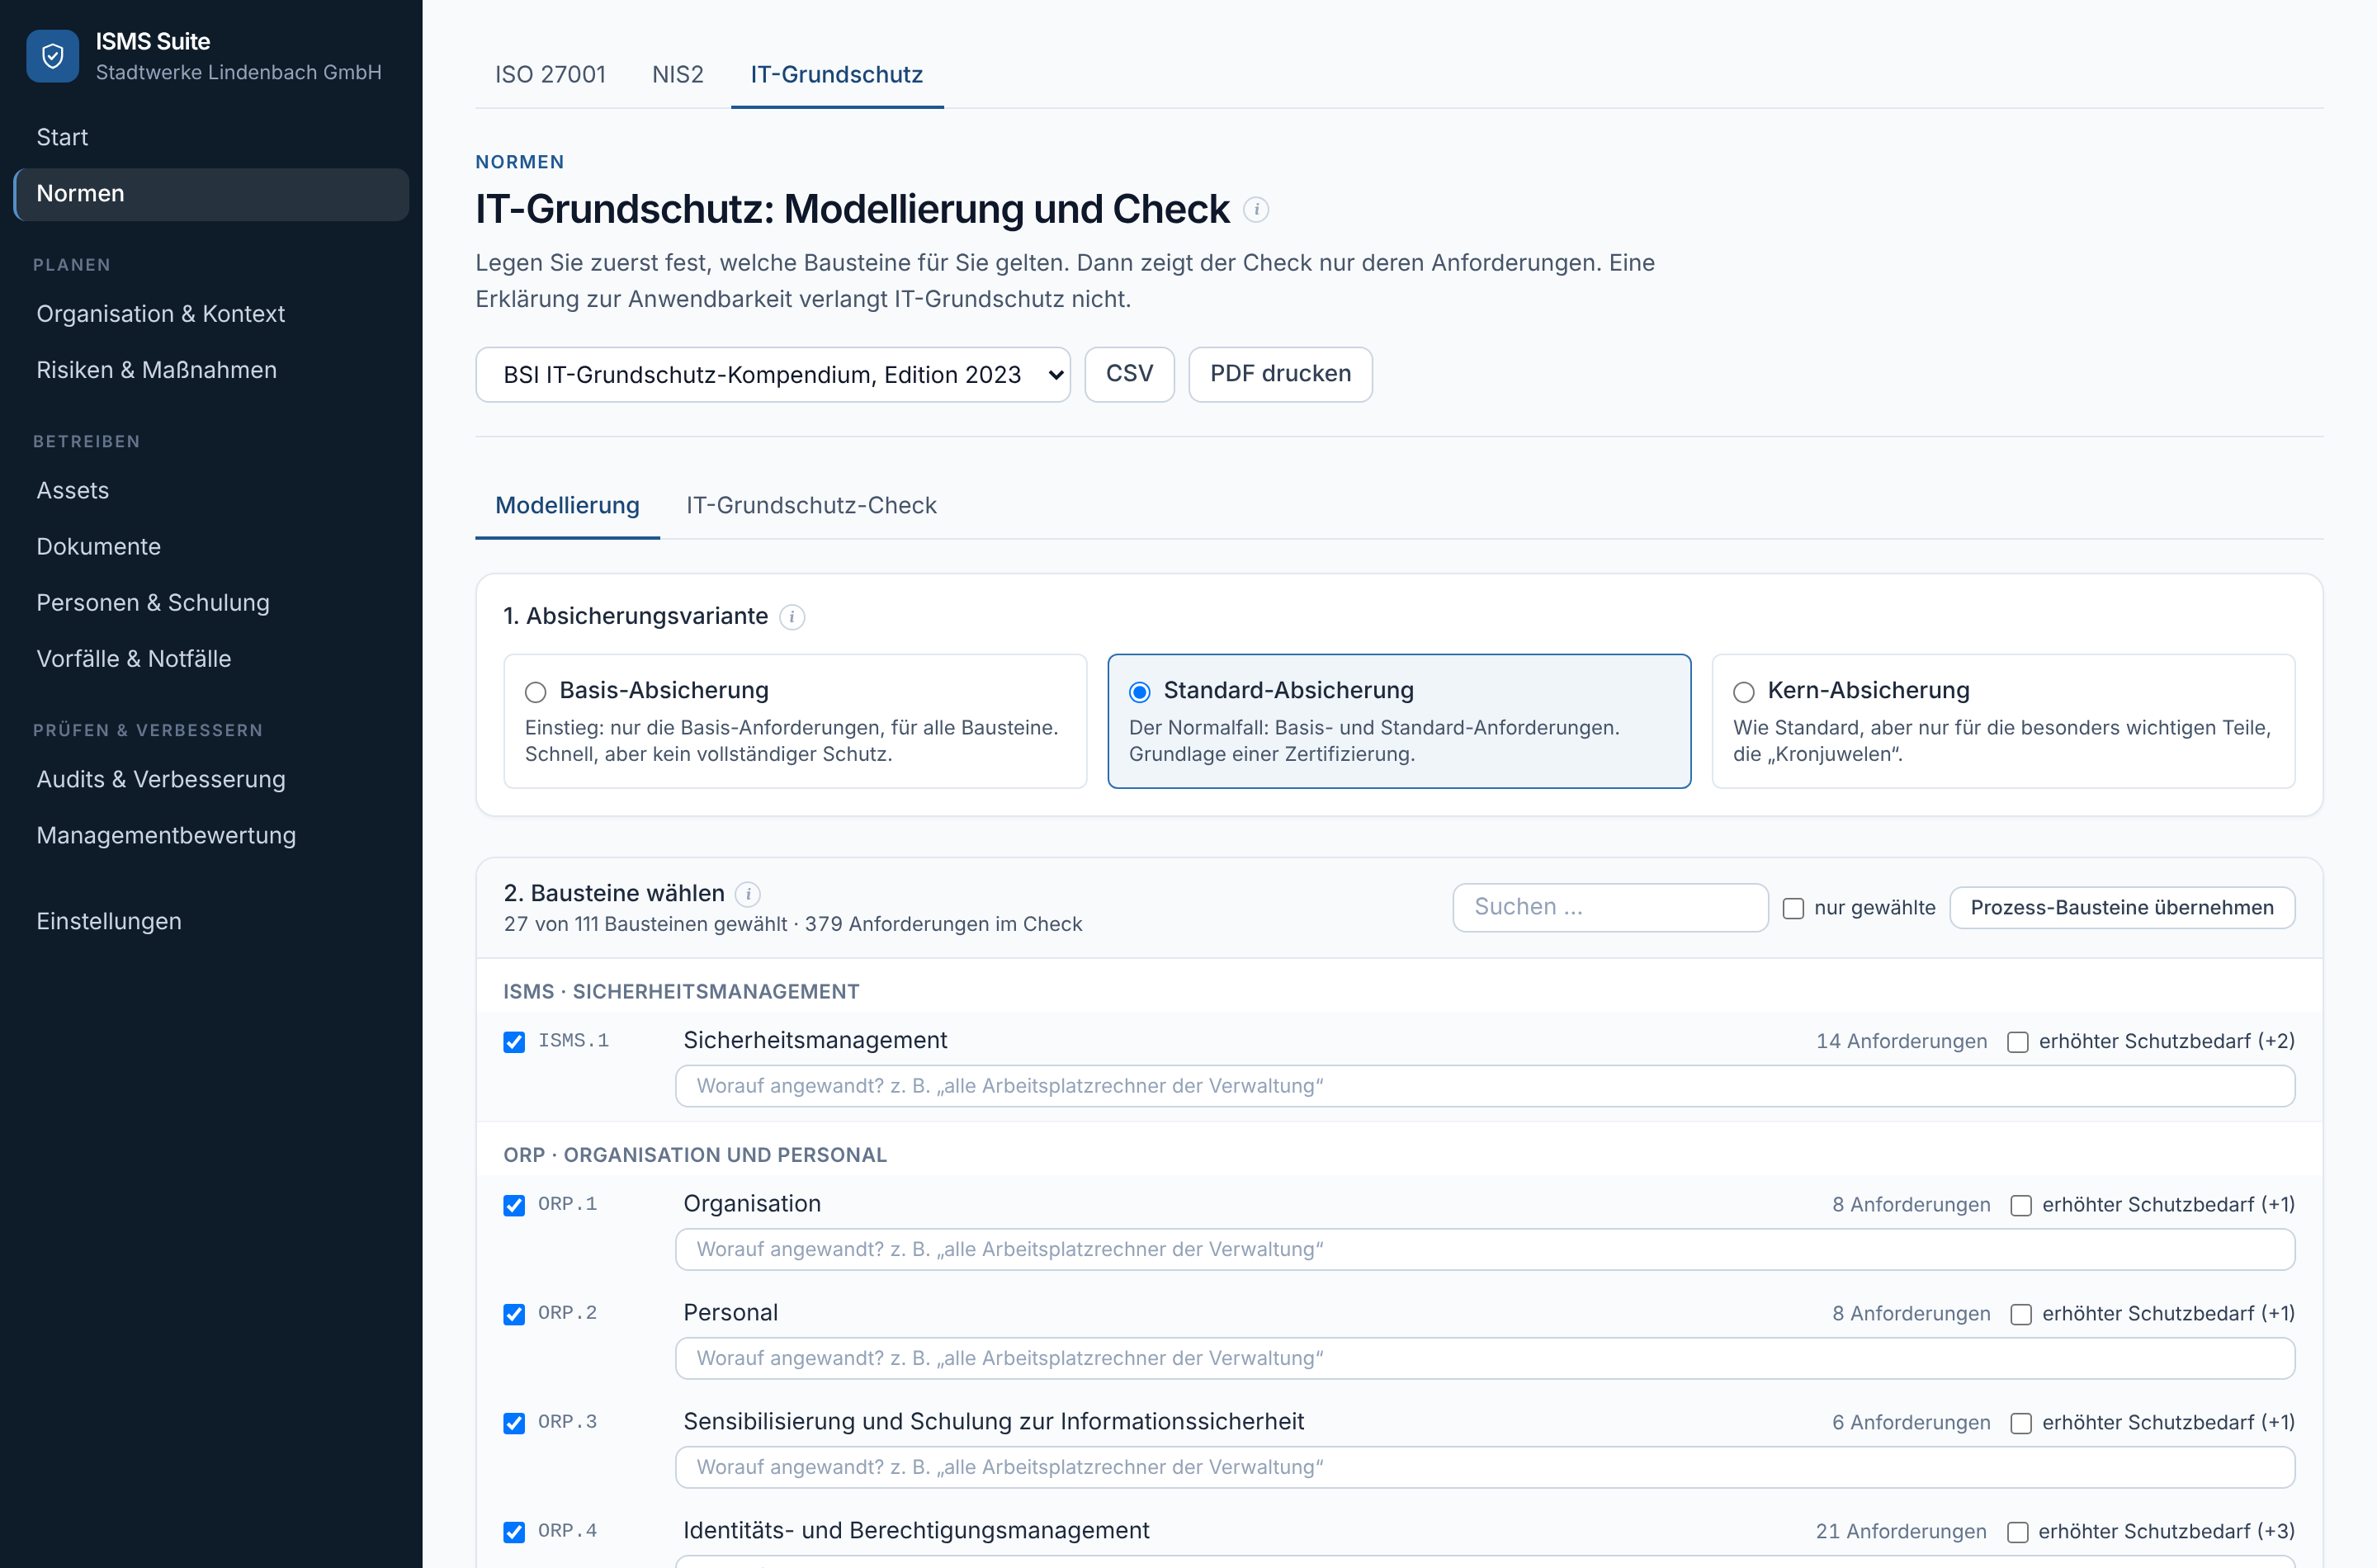 ISMS Suite
Stadtwerke Lindenbach GmbH
Start
Normen
PLANEN
Organisation & Kontext
Risiken & Maßnahmen
BETREIBEN
Assets
Dokumente
Personen & Schulung
Vorfälle & Notfälle
PRÜFEN & VERBESSERN
Audits & Verbesserung
Managementbewertung
Einstellungen
ISO 27001 NIS2 IT-Grundschutz
NORMEN
IT-Grundschutz: Modellierung und Check i
Legen Sie zuerst fest, welche Bausteine für Sie gelten. Dann zeigt der Check nur deren Anforderungen. Eine
Erklärung zur Anwendbarkeit verlangt IT-Grundschutz nicht.
BSI IT-Grundschutz-Kompendium, Edition 2023 CSV PDF drucken
Modellierung IT-Grundschutz-Check
1. Absicherungsvariante i
Basis-Absicherung
Einstieg: nur die Basis-Anforderungen, für alle Bausteine.
Schnell, aber kein vollständiger Schutz.
Standard-Absicherung
Der Normalfall: Basis- und Standard-Anforderungen.
Grundlage einer Zertifizierung.
Kern-Absicherung
Wie Standard, aber nur für die besonders wichtigen Teile,
die „Kronjuwelen“.
2. Bausteine wählen i
27 von 111 Bausteinen gewählt · 379 Anforderungen im Check
Suchen ... nur gewählte Prozess-Bausteine übernehmen
ISMS · SICHERHEITSMANAGEMENT
ISMS.1 Sicherheitsmanagement 14 Anforderungen erhöhter Schutzbedarf (+2)
Worauf angewandt? z. B. „alle Arbeitsplatzrechner der Verwaltung“
ORP · ORGANISATION UND PERSONAL
ORP.1 Organisation 8 Anforderungen erhöhter Schutzbedarf (+1)
Worauf angewandt? z. B. „alle Arbeitsplatzrechner der Verwaltung“
ORP.2 Personal 8 Anforderungen erhöhter Schutzbedarf (+1)
Worauf angewandt? z. B. „alle Arbeitsplatzrechner der Verwaltung“
ORP.3 Sensibilisierung und Schulung zur Informationssicherheit 6 Anforderungen erhöhter Schutzbedarf (+1)
Worauf angewandt? z. B. „alle Arbeitsplatzrechner der Verwaltung“
ORP.4 Identitäts- und Berechtigungsmanagement 21 Anforderungen erhöhter Schutzbedarf (+3)